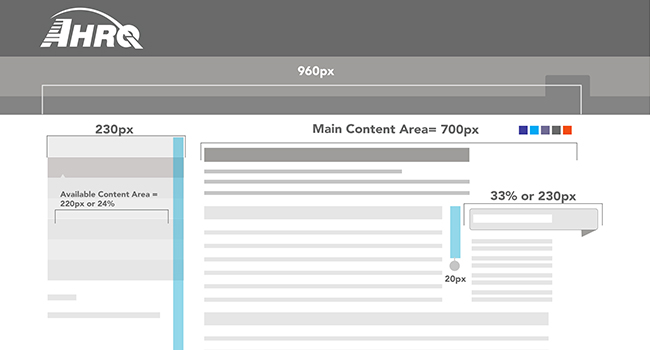 AHRQ
960px
230px
Main Content Area= 700px
Available Content Area =
220px or 24%
33% or 230px
20px